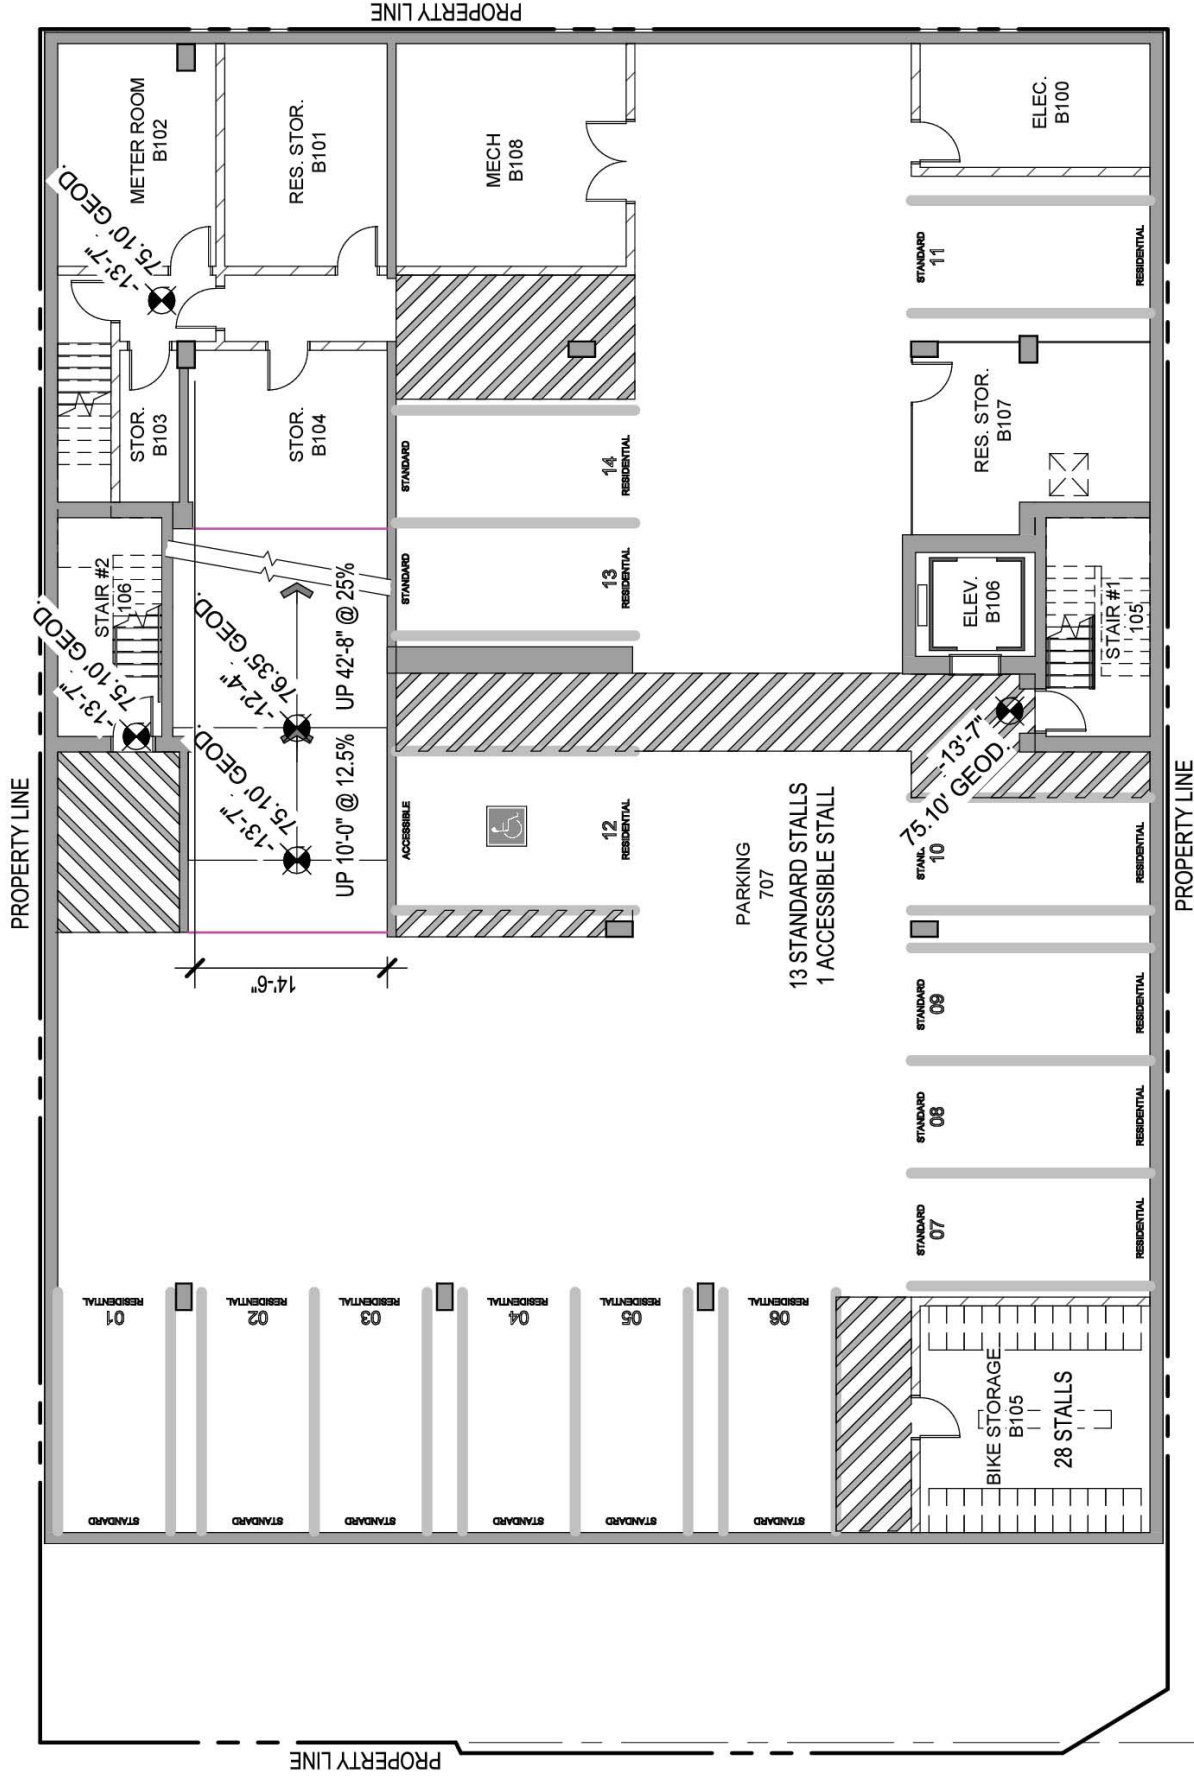 PROPERTY LINE
METER ROOM
B102
RES. STOR.
B101
MECH
B108
ELEC.
B100
-13'-7"
75.10' GEOD.
STOR.
B103
STOR.
B104
STANDARD
14
RESIDENTIAL
STANDARD
13
RESIDENTIAL
STANDARD
11
RESIDENTIAL
RES. STOR.
B107
ELEV.
B106
STAIR #1
105
STAIR #2
106
-13'-7"
75.10' GEOD.
-12'-4"
76.35' GEOD.
-13'-7"
75.10' GEOD.
UP 42'-8" @ 25%
UP 10'-0" @ 12.5%
14'-6"
ACCESSIBLE
12
RESIDENTIAL
PARKING
707
13 STANDARD STALLS
1 ACCESSIBLE STALL
-13'-7"
75.10' GEOD.
10
RESIDENTIAL
STANDARD
09
RESIDENTIAL
STANDARD
08
RESIDENTIAL
STANDARD
07
RESIDENTIAL
PROPERTY LINE
PROPERTY LINE
RESIDENTIAL
01
STANDARD
RESIDENTIAL
02
STANDARD
RESIDENTIAL
03
STANDARD
RESIDENTIAL
04
STANDARD
RESIDENTIAL
05
STANDARD
RESIDENTIAL
06
STANDARD
BIKE STORAGE
B105
28 STALLS
PROPERTY LINE